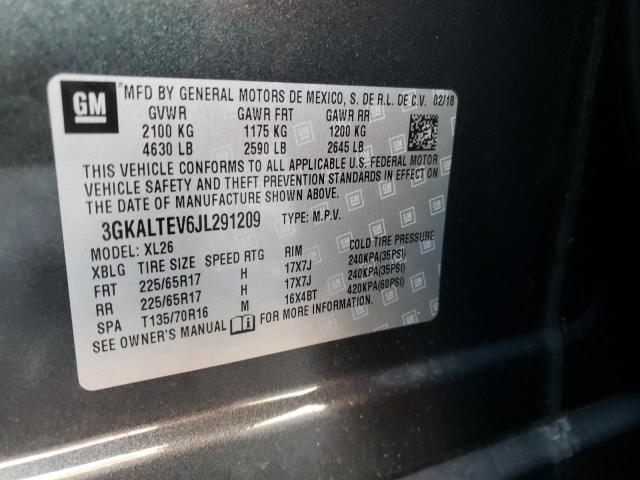 GM MFD BY GENERAL MOTORS DE MEXICO, S. DE R.L. DE C.V. 02/18
GVWR GAWR FRT GAWR RR
2100 KG 1175 KG 1200 KG
4630 LB 2590 LB 2645 LB
THIS VEHICLE CONFORMS TO ALL APPLICABLE U.S. FEDERAL MOTOR
VEHICLE SAFETY AND THEFT PREVENTION STANDARDS IN EFFECT ON
THE DATE OF MANUFACTURE SHOWN ABOVE.
3GKALTEV6JL291209 TYPE: M.P.V.
MODEL: XL26
XBLG TIRE SIZE SPEED RTG RIM COLD TIRE PRESSURE
FRT 225/65R17 H 17X7J 240KPA(35PSI)
RR 225/65R17 H 17X7J 240KPA(35PSI)
SPA T135/70R16 M 16X4BT 420KPA(60PSI)
SEE OWNER'S MANUAL FOR MORE INFORMATION.